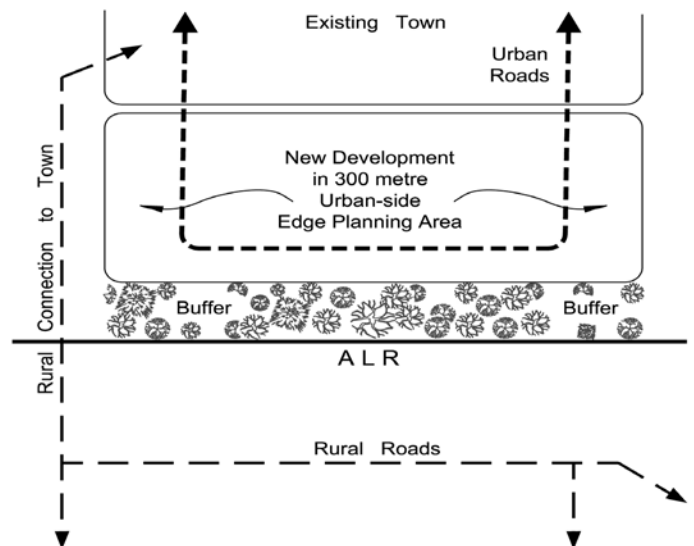 Existing Town
Urban
Roads
New Development
in 300 metre
Urban-side
Edge Planning Area
Rural Connection to Town
Buffer
Buffer
ALR
Rural Roads